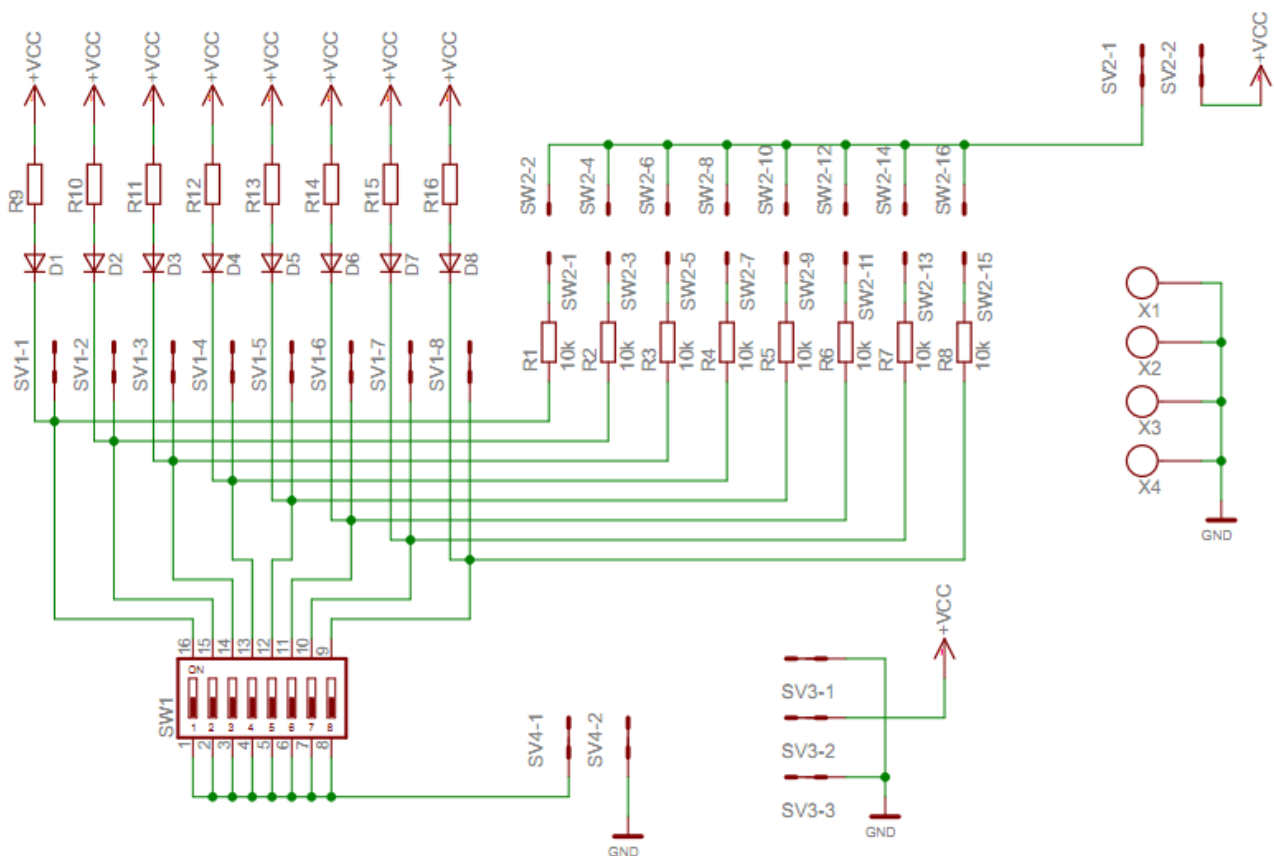 +VCC +VCC +VCC +VCC +VCC +VCC +VCC +VCC
SV2-1 SV2-2 +VCC
R9 R10 R11 R12 R13 R14 R15 R16
SW2-2 SW2-4 SW2-6 SW2-8 SW2-10 SW2-12 SW2-14 SW2-16
D1 D2 D3 D4 D5 D6 D7 D8
SW2-1 SW2-3 SW2-5 SW2-7 SW2-9 SW2-11 SW2-13 SW2-15
X1
SV1-1 SV1-2 SV1-3 SV1-4 SV1-5 SV1-6 SV1-7 SV1-8
R1 10k R2 10k R3 10k R4 10k R5 10k R6 10k R7 10k R8 10k
X2
X3
X4
GND
16 15 14 13 12 11 10 9
+VCC
ON
SW1
1 2 3 4 5 6 7 8
1 2 3 4 5 6 7 8
SV3-1
SV4-1 SV4-2
SV3-2
SV3-3
GND
GND